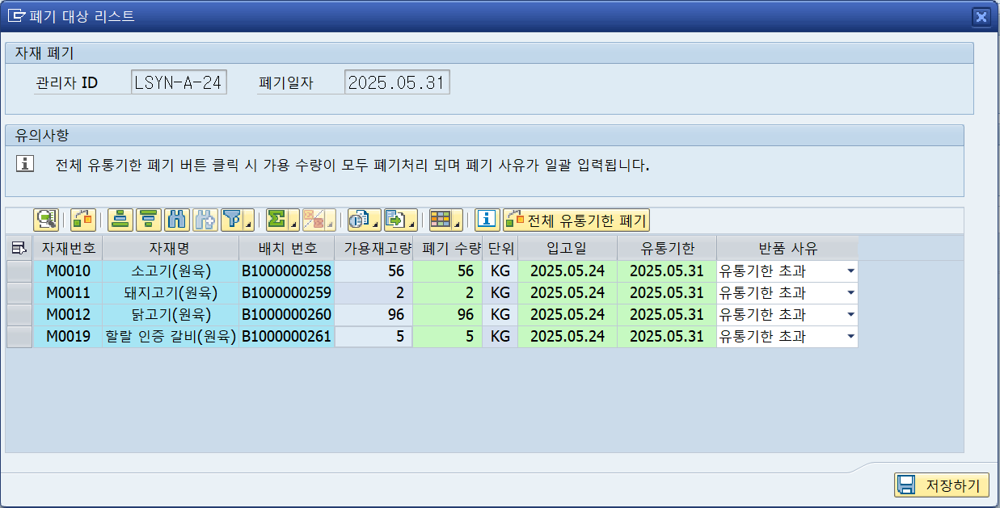 폐기 대상 리스트
자재 폐기
관리자 ID LSYN-A-24 폐기일자 2025.05.31
유의사항
전체 유통기한 폐기 버튼 클릭 시 가용 수량이 모두 폐기처리 되며 폐기 사유가 일괄 입력됩니다.
전체 유통기한 폐기
자재번호 자재명 배치 번호 가용재고량 폐기 수량 단위 입고일 유통기한 반품 사유
M0010 소고기(원육) B1000000258 56 56 KG 2025.05.24 2025.05.31 유통기한 초과
M0011 돼지고기(원육) B1000000259 2 2 KG 2025.05.24 2025.05.31 유통기한 초과
M0012 닭고기(원육) B1000000260 96 96 KG 2025.05.24 2025.05.31 유통기한 초과
M0019 할랄 인증 갈비(원육) B1000000261 5 5 KG 2025.05.24 2025.05.31 유통기한 초과
저장하기